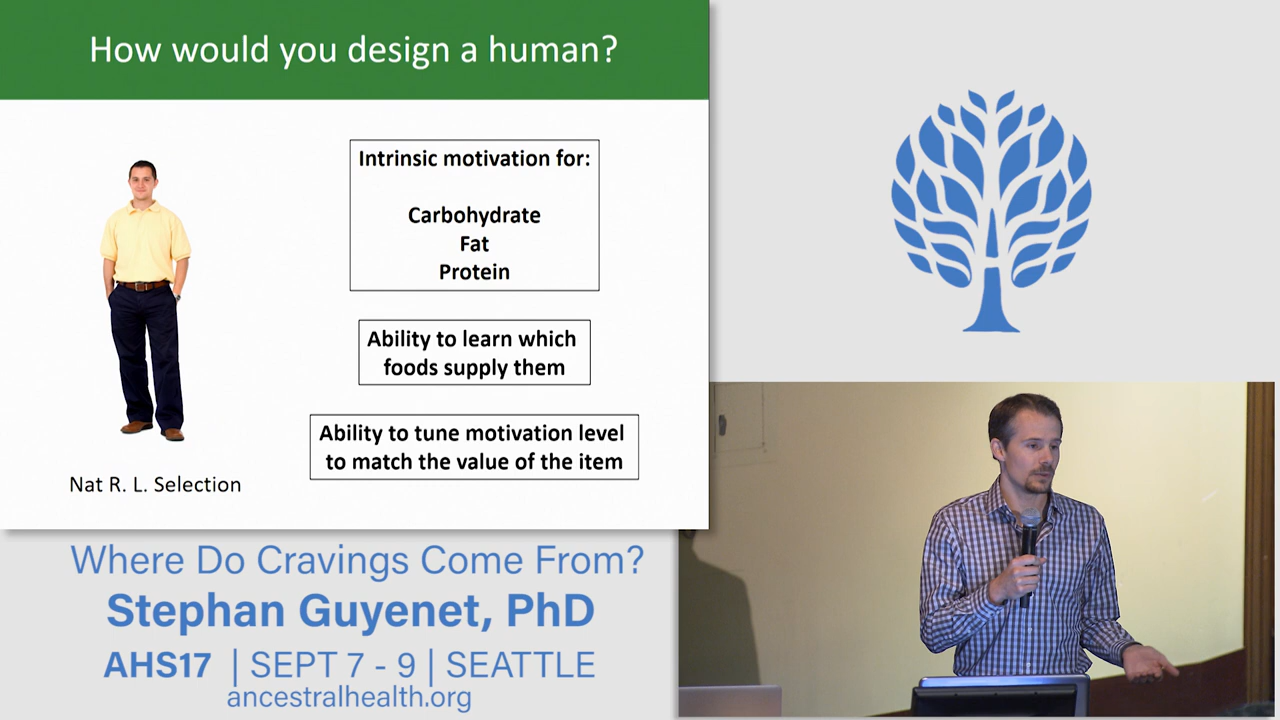 How would you design a human?
Intrinsic motivation for:
Carbohydrate
Fat
Protein
Ability to learn which
foods supply them
Ability to tune motivation level
to match the value of the item
Nat R. L. Selection
Where Do Cravings Come From?
Stephan Guyenet, PhD
AHS17 | SEPT 7 - 9 | SEATTLE
ancestralhealth.org